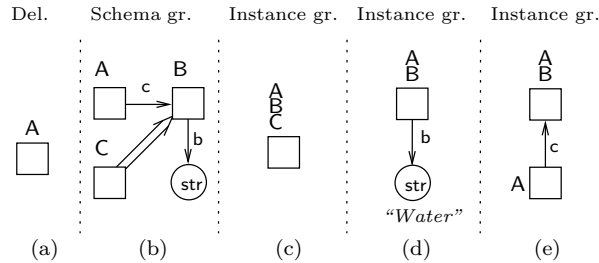 Del.
Schema gr.
Instance gr.
Instance gr.
Instance gr.
A
A
B
c
C
b
str
A
B
C
A
B
b
str
“Water”
A
B
c
A
(a)
(b)
(c)
(d)
(e)